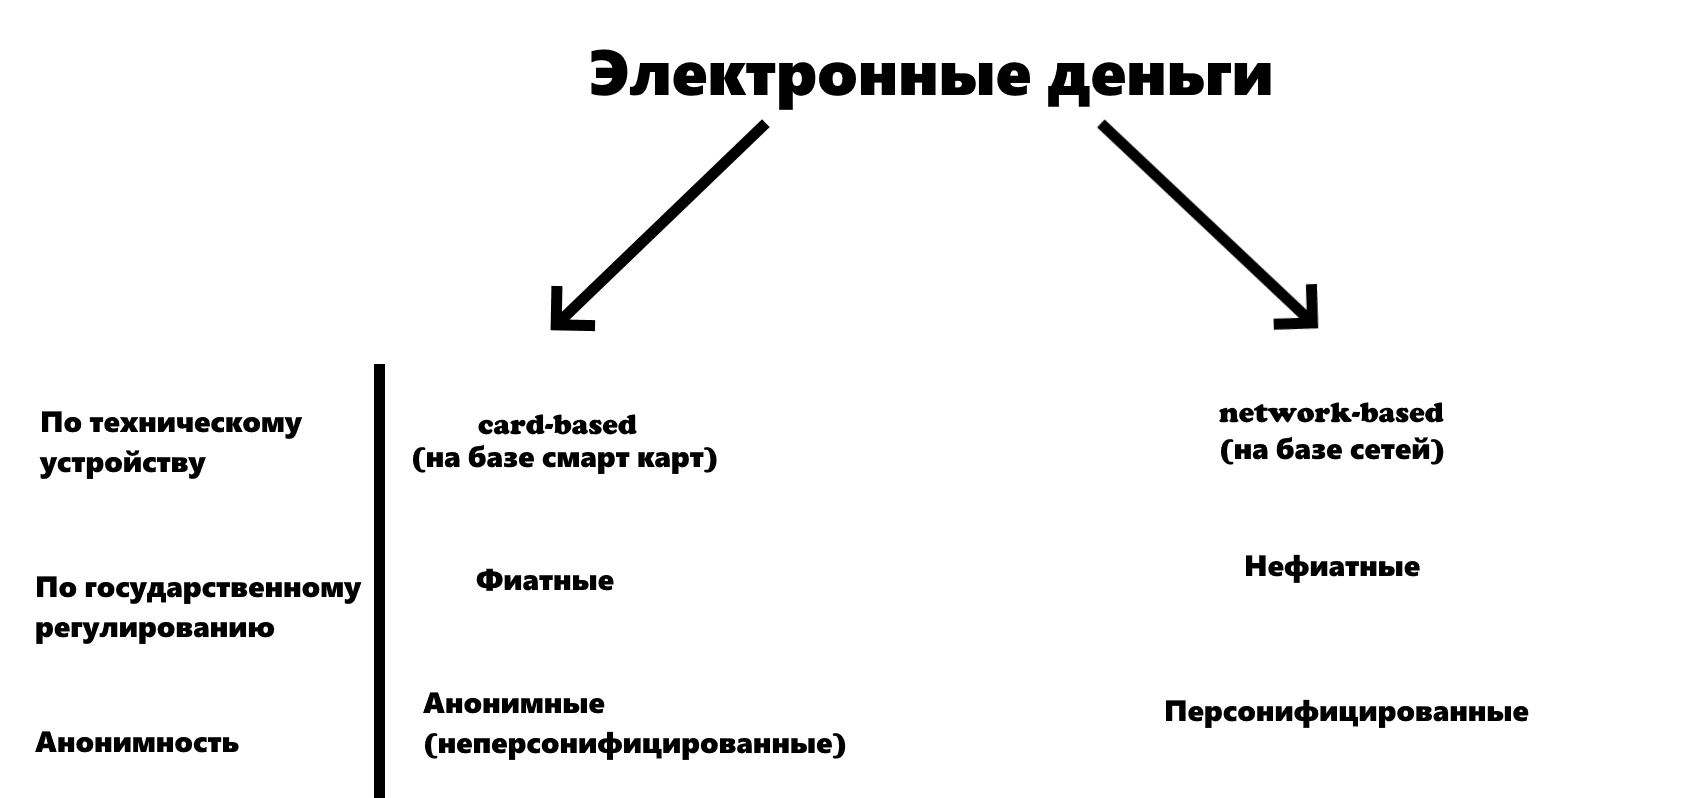 Электронные деньги
По техническому
устройству
card-based
(на базе смарт карт)
network-based
(на базе сетей)
По государственному
регулированию
Фиатные
Нефиатные
Анонимность
Анонимные
(неперсонифицированные)
Персонифицированные